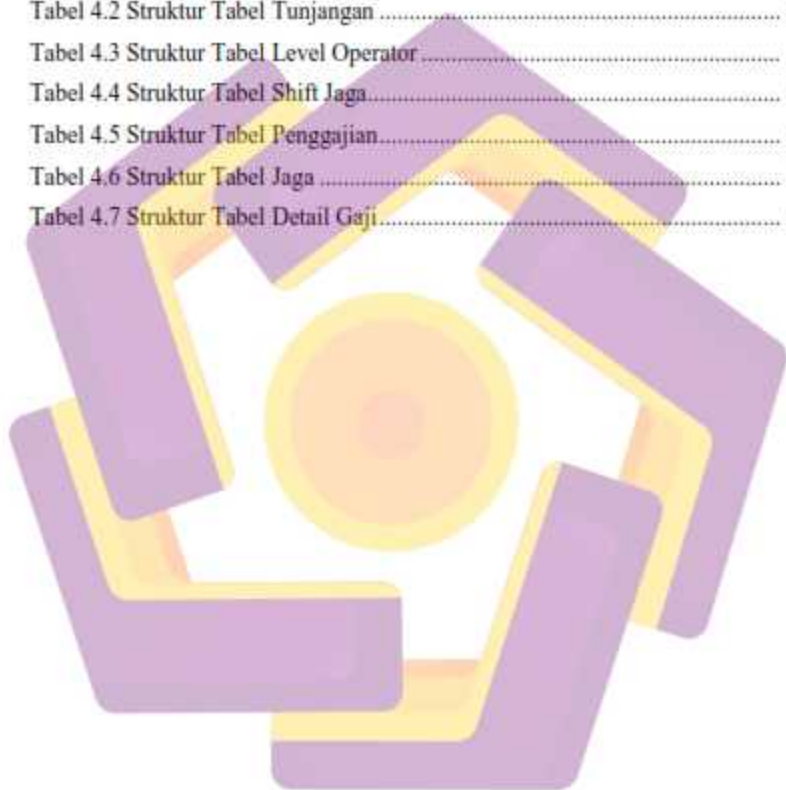 Tabel 4.2 Struktur Tabel Tunjangan ........................................................................
Tabel 4.3 Struktur Tabel Level Operator ................................................................
Tabel 4.4 Struktur Tabel Shift Jaga..........................................................................
Tabel 4.5 Struktur Tabel Penggajian........................................................................
Tabel 4.6 Struktur Tabel Jaga ..................................................................................
Tabel 4.7 Struktur Tabel Detail Gaji........................................................................